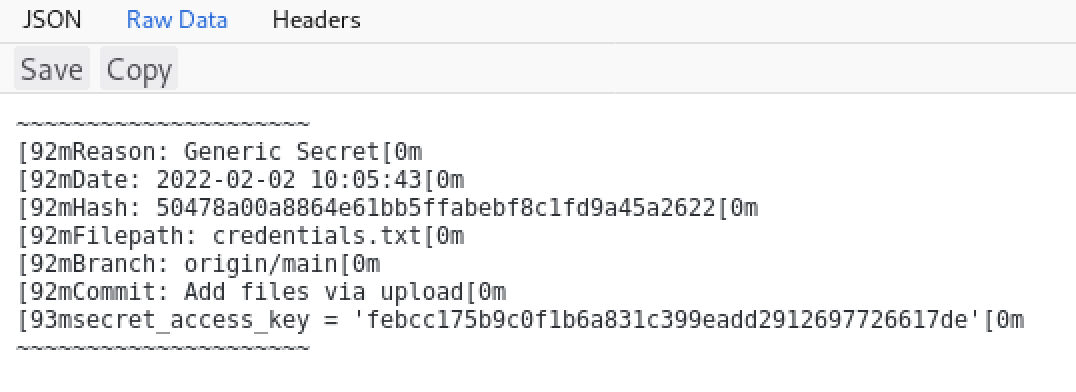 JSON Raw Data Headers
Save Copy
~~~~~~~~~~~~~~~~~~~~~
[92mReason: Generic Secret[0m
[92mDate: 2022-02-02 10:05:43[0m
[92mHash: 50478a00a8864e61bb5ffabebf8c1fd9a45a2622[0m
[92mFilepath: credentials.txt[0m
[92mBranch: origin/main[0m
[92mCommit: Add files via upload[0m
[93msecret_access_key = 'febcc175b9c0f1b6a831c399eadd2912697726617de'[0m
~~~~~~~~~~~~~~~~~~~~~